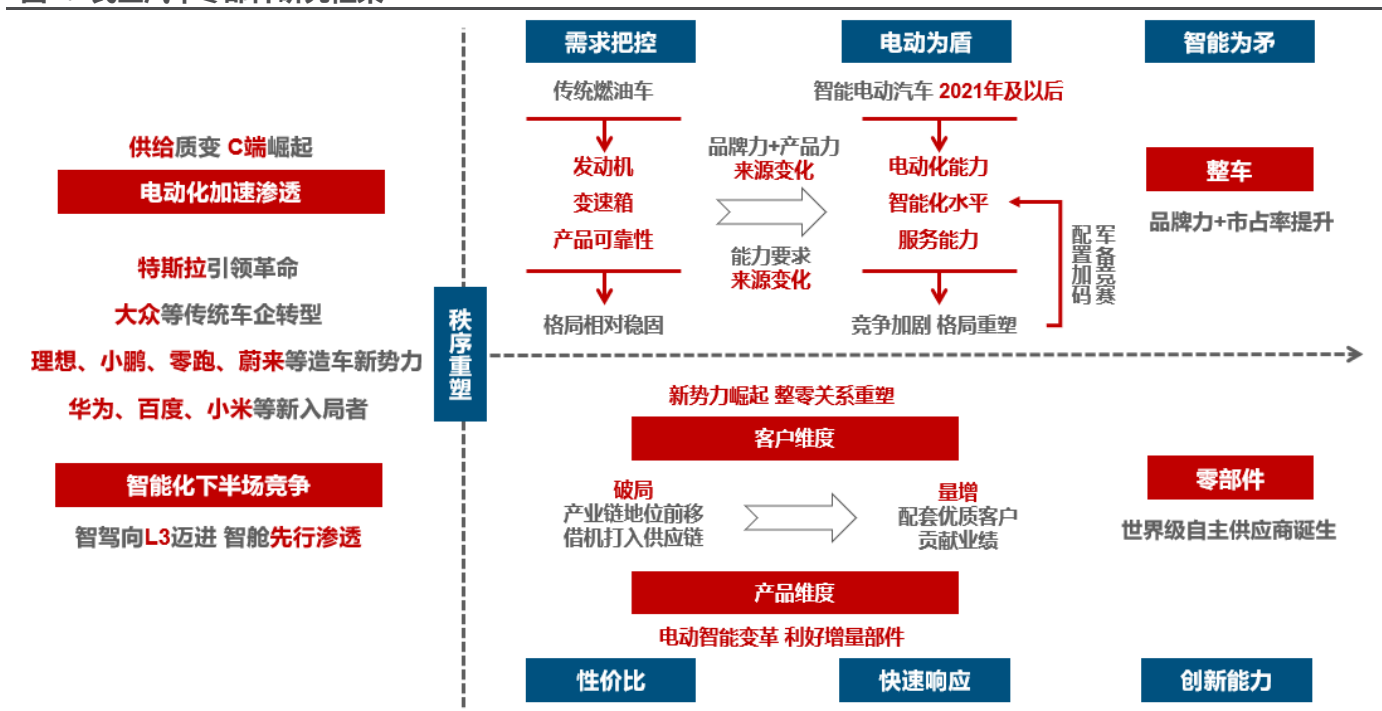 需求把控
电动为盾
智能为矛
供给质变 C端崛起
电动化加速渗透
特斯拉引领革命
大众等传统车企转型
理想、小鹏、零跑、蔚来等造车新势力
华为、百度、小米等新入局者
智能化下半场竞争
智驾向L3迈进 智舱先行渗透
秩序重塑
传统燃油车
发动机
变速箱
产品可靠性
格局相对稳固
品牌力+产品力
来源变化
能力要求
来源变化
智能电动汽车 2021年及以后
电动化能力
智能化水平
服务能力
竞争加剧 格局重塑
军备竞赛
配置加码
整车
品牌力+市占率提升
新势力崛起 整零关系重塑
客户维度
破局
产业链地位前移
借机打入供应链
量增
配套优质客户
贡献业绩
产品维度
电动智能变革 利好增量部件
零部件
世界级自主供应商诞生
性价比
快速响应
创新能力